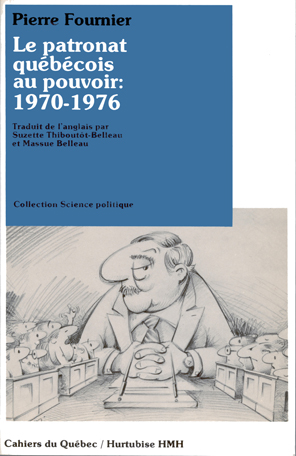 Pierre Fournier
Le patronat
québécois
au pouvoir:
1970-1976
Traduit de l'anglais par
Suzette Thiboutôt-Belleau
et Massue Belleau
Collection Science politique
Cahiers du Québec / Hurtubise HMH